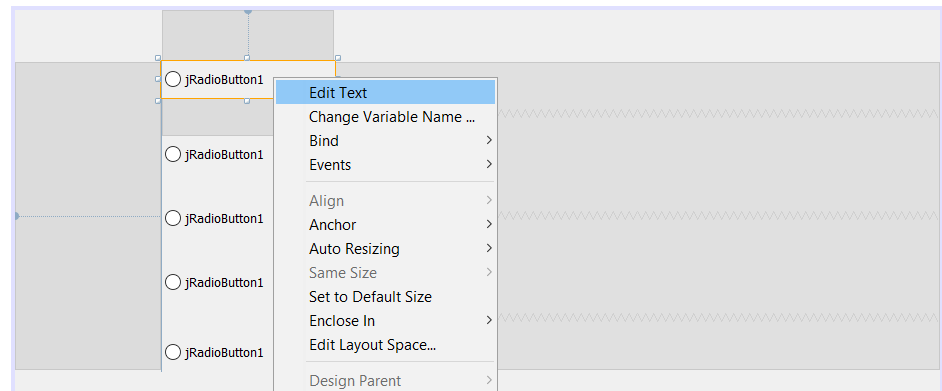 jRadioButton1
Edit Text
Change Variable Name ...
Bind
jRadioButton1
Events
Align
jRadioButton1
Anchor
Auto Resizing
Same Size
jRadioButton1
Set to Default Size
Enclose In
Edit Layout Space...
jRadioButton1
Design Parent